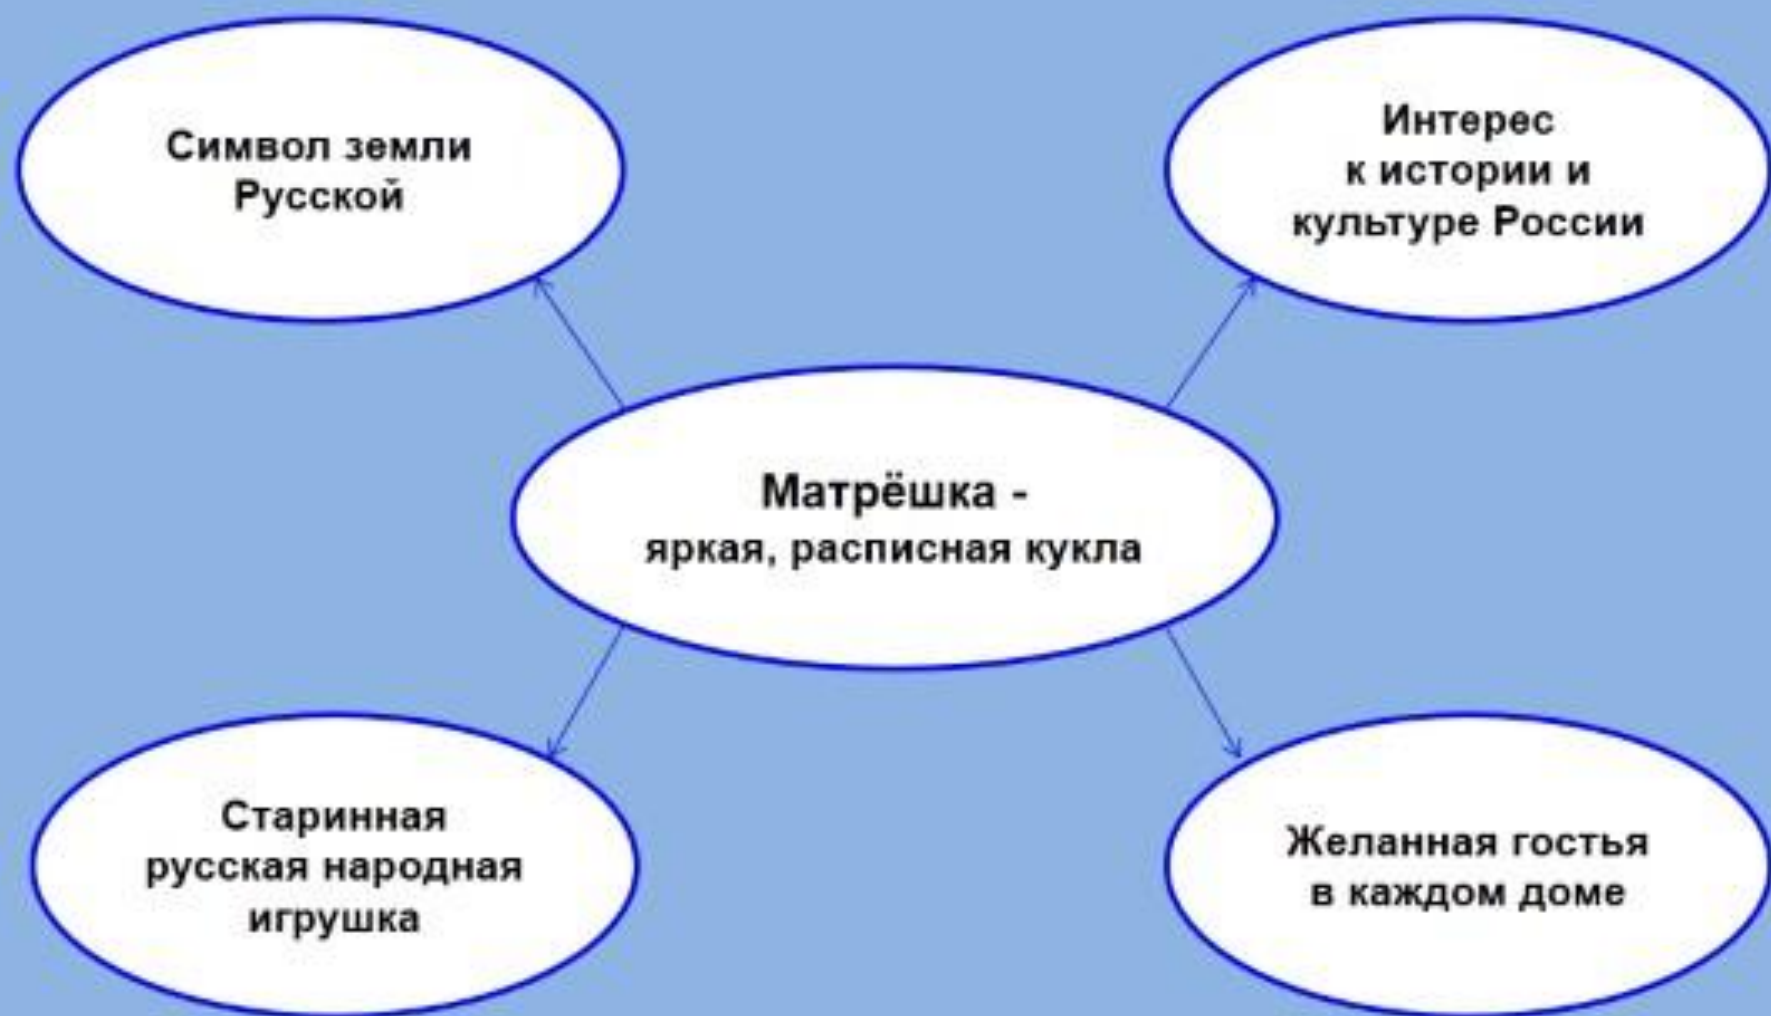 Символ земли
Русской
Интерес
к истории и
культуре России
Матрёшка -
яркая, расписная кукла
Старинная
русская народная
игрушка
Желанная гостья
в каждом доме